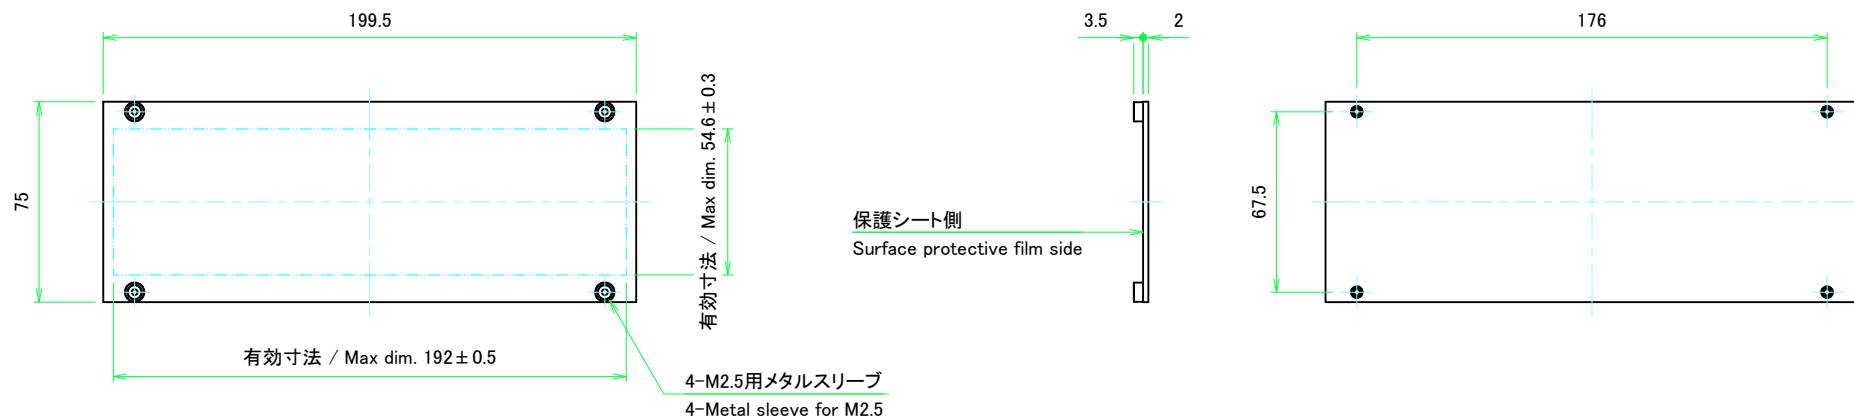 199.5
3.5
2
176
75
有効寸法 / Max dim. 54.6±0.3
67.5
保護シート側
Surface protective film side
有効寸法 / Max dim. 192±0.5
4-M2.5用メタルスリーブ
4-Metal sleeve for M2.5